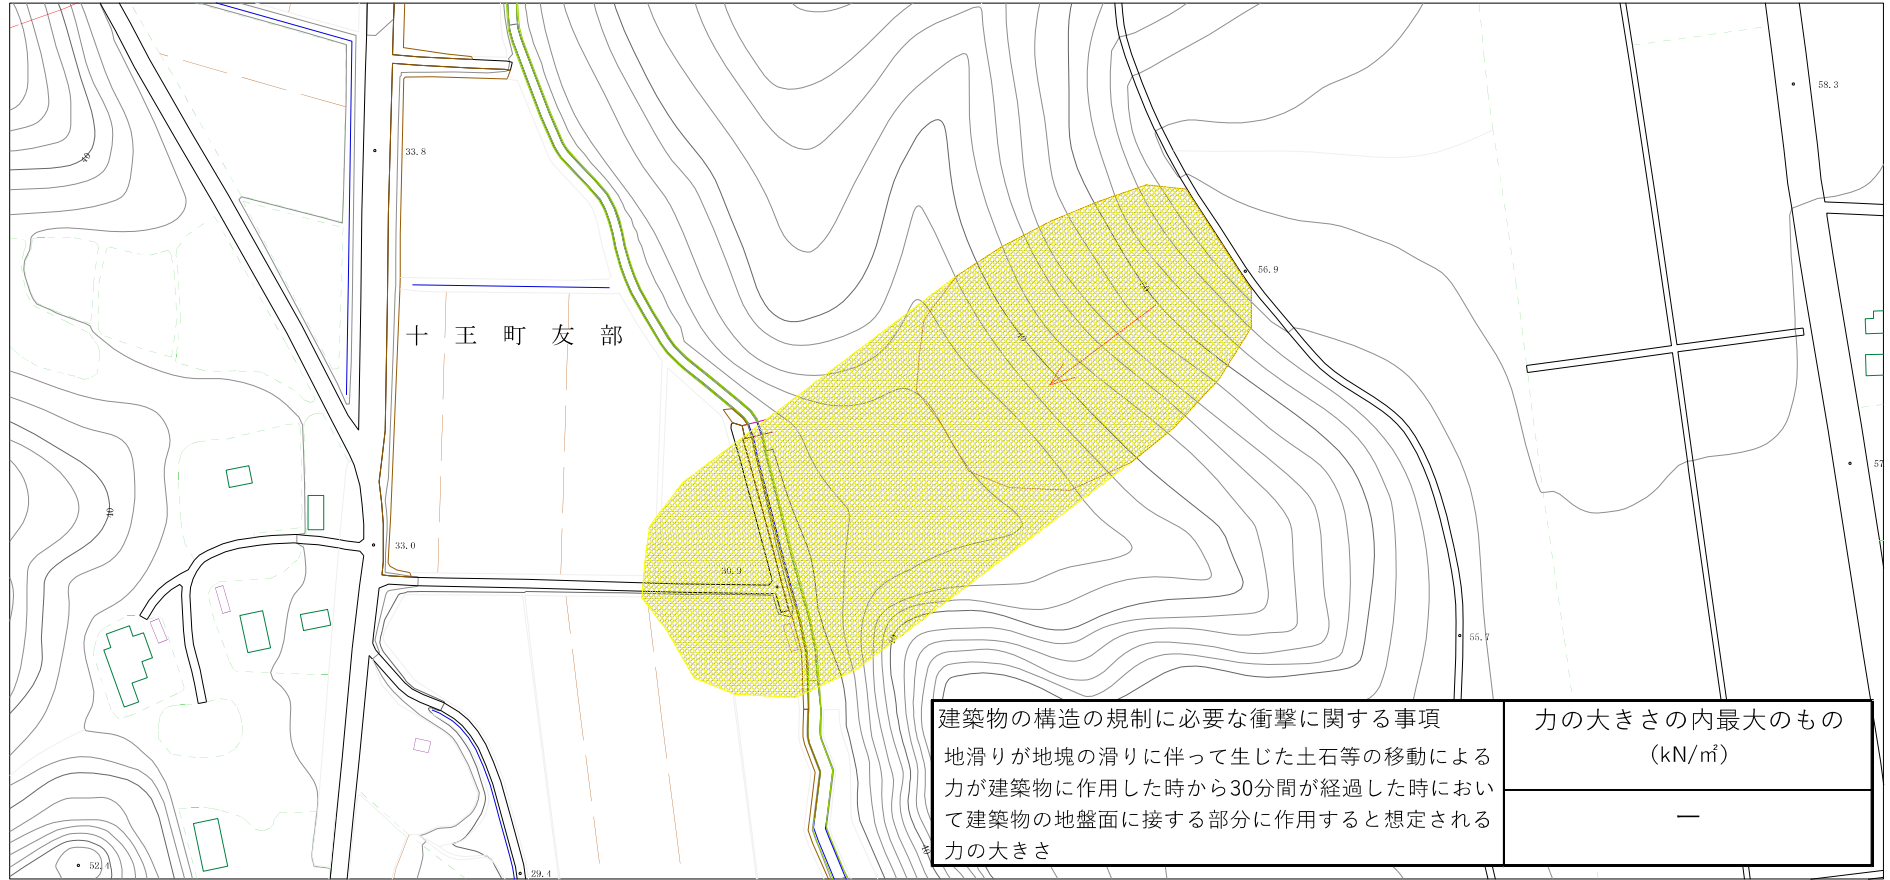 58.3
40
33.8
56.9
50
十王町友部
40
57
40
33.0
30.9
55.7
40
建築物の構造の規制に必要な衝撃に関する事項
地滑りが地塊の滑りに伴って生じた土石等の移動による
力が建築物に作用した時から30分間が経過した時におい
て建築物の地盤面に接する部分に作用すると想定される
力の大きさ
力の大きさの内最大のもの
(kN/㎡)
ー
40
52.4
29.4